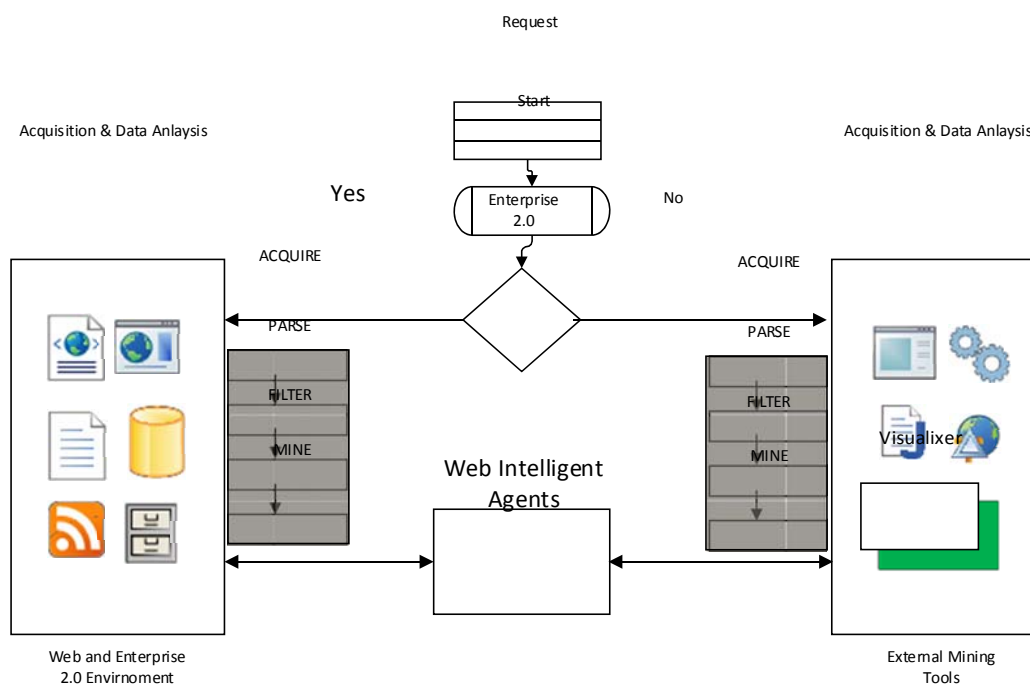 Request
Start
Acquisition & Data Anlaysis
Acquisition & Data Anlaysis
Yes
Enterprise
2.0
No
ACQUIRE
ACQUIRE
PARSE
PARSE
FILTER
FILTER
MINE
MINE
Visualixer
Web Intelligent
Agents
Web and Enterprise
2.0 Envirnoment
External Mining
Tools